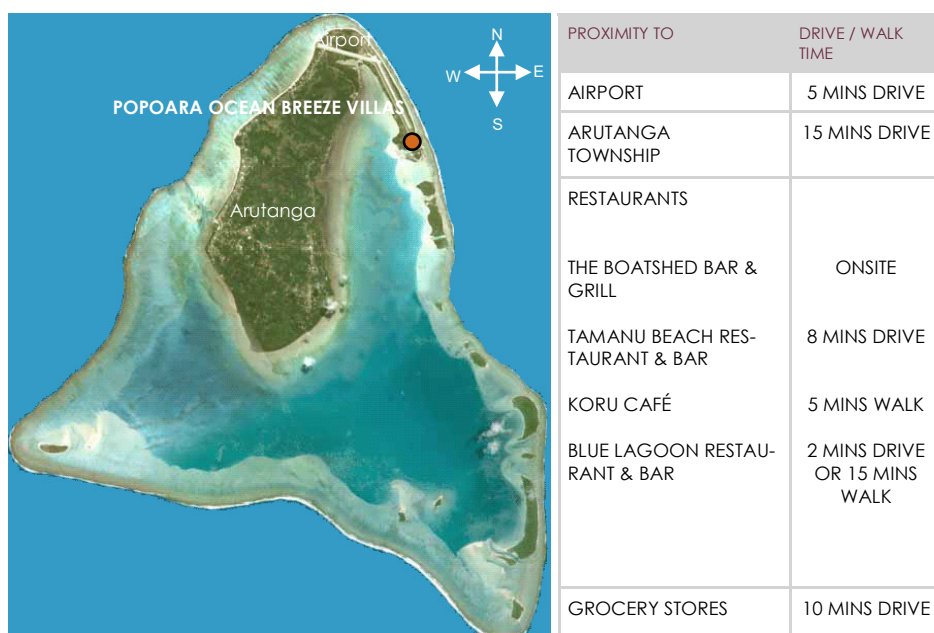 Airport
N
W
E
S
POPOARA OCEAN BREEZE VILLAS
Arutanga
PROXIMITY TO
DRIVE / WALK
TIME
AIRPORT
5 MINS DRIVE
ARUTANGA
TOWNSHIP
15 MINS DRIVE
RESTAURANTS
THE BOATSHED BAR &
GRILL
ONSITE
TAMANU BEACH RES-
TAURANT & BAR
8 MINS DRIVE
KORU CAFÉ
5 MINS WALK
BLUE LAGOON RESTAU-
RANT & BAR
2 MINS DRIVE
OR 15 MINS
WALK
GROCERY STORES
10 MINS DRIVE